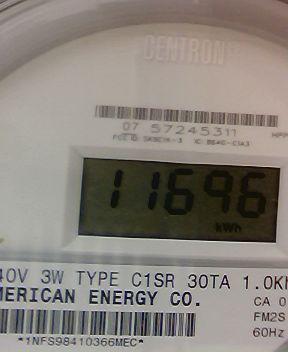 CENTRON
07 57245311
11696
kWh
40V 3W TYPE C1SR 30TA 1.0K
MERICAN ENERGY CO.
CA 0
FM2S
60Hz
*1NFS98410366MEC*